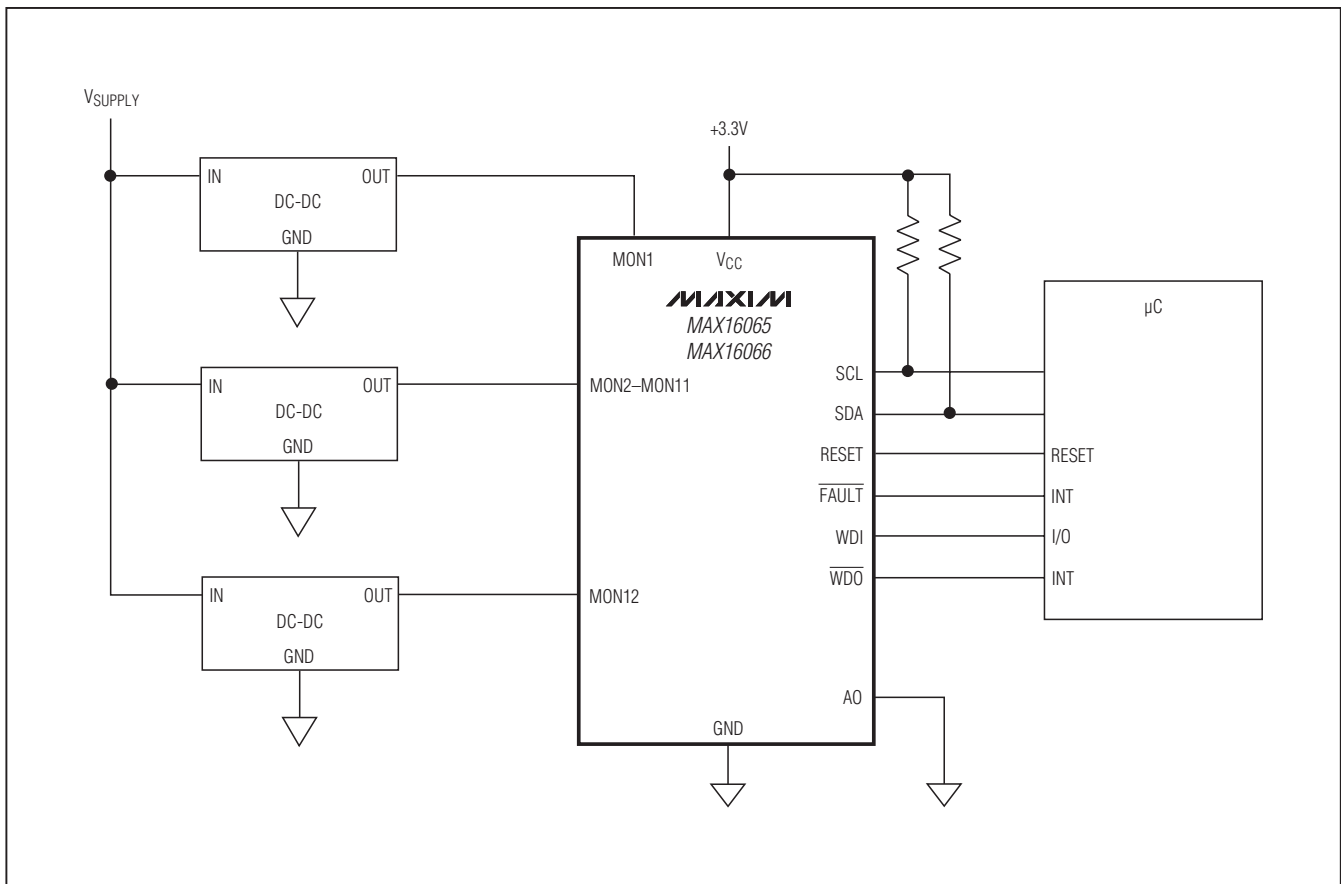 VSUPPLY
+3.3V
IN
OUT
DC-DC
GND
MON1
VCC
MAXIM
MAX16065
MAX16066
µC
IN
OUT
DC-DC
GND
MON2–MON11
SCL
SDA
RESET
RESET
FAULT
INT
WDI
I/O
WDO
INT
IN
OUT
DC-DC
GND
MON12
AO
GND